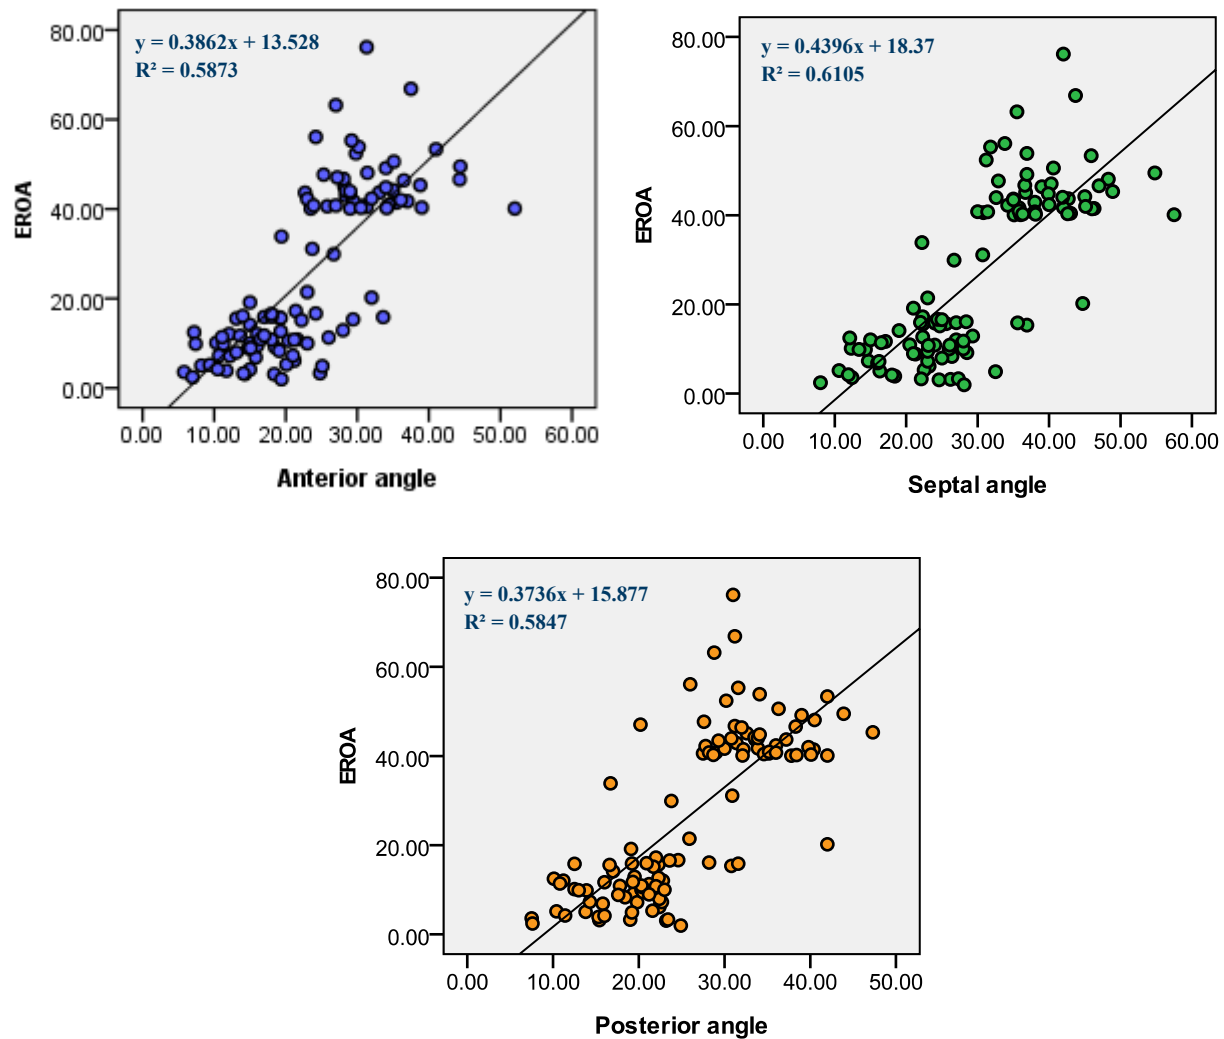 y = 0.3862x + 13.528
R² = 0.5873
80.00
60.00
40.00
20.00
0.00
EROA
0.00 10.00 20.00 30.00 40.00 50.00 60.00
Anterior angle
y = 0.4396x + 18.37
R² = 0.6105
80.00
60.00
40.00
20.00
0.00
EROA
0.00 10.00 20.00 30.00 40.00 50.00 60.00
Septal angle
y = 0.3736x + 15.877
R² = 0.5847
80.00
60.00
40.00
20.00
0.00
EROA
0.00 10.00 20.00 30.00 40.00 50.00
Posterior angle